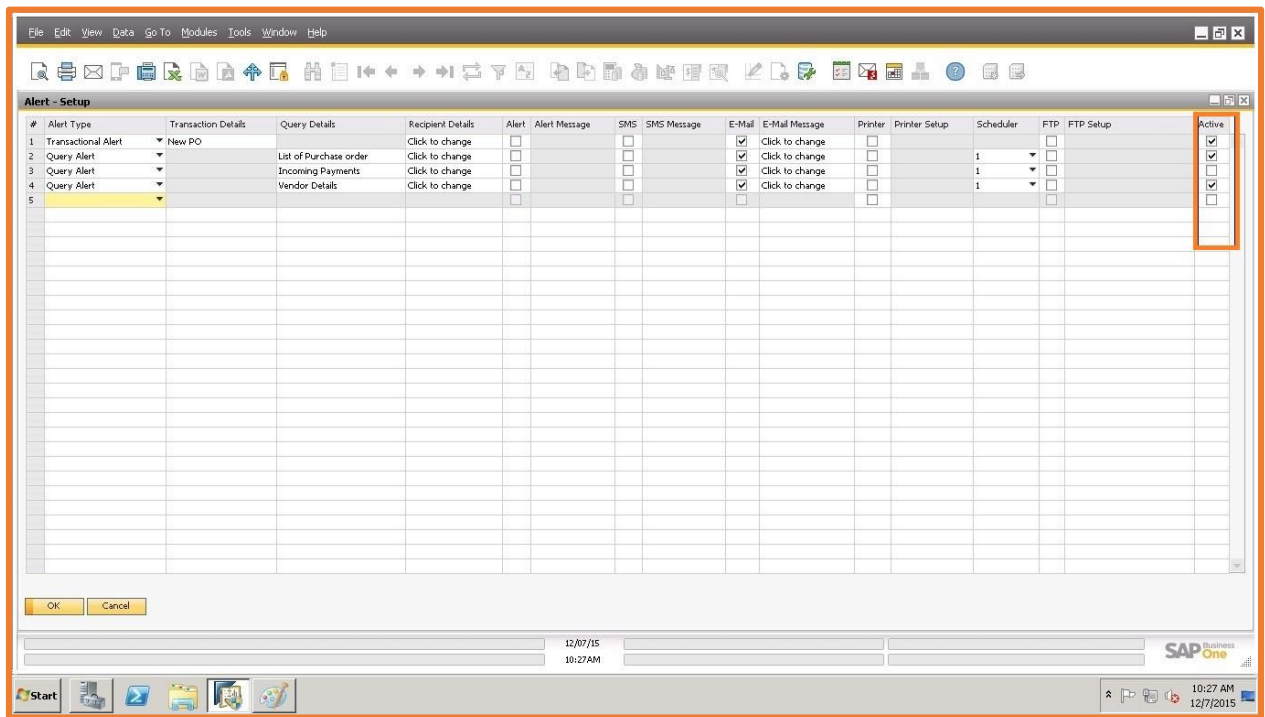 File Edit View Data Go To Modules Tools Window Help
Alert - Setup
# Alert Type Transaction Details Query Details Recipient Details Alert Alert Message SMS SMS Message E-Mail E-Mail Message Printer Printer Setup Scheduler FTP FTP Setup Active
1 Transactional Alert New PO Click to change Click to change
2 Query Alert List of Purchase order Click to change Click to change 1
3 Query Alert Incoming Payments Click to change Click to change 1
4 Query Alert Vendor Details Click to change Click to change 1
5
OK Cancel
12/07/15
10:27AM
SAP Business One
Start
10:27 AM
12/7/2015